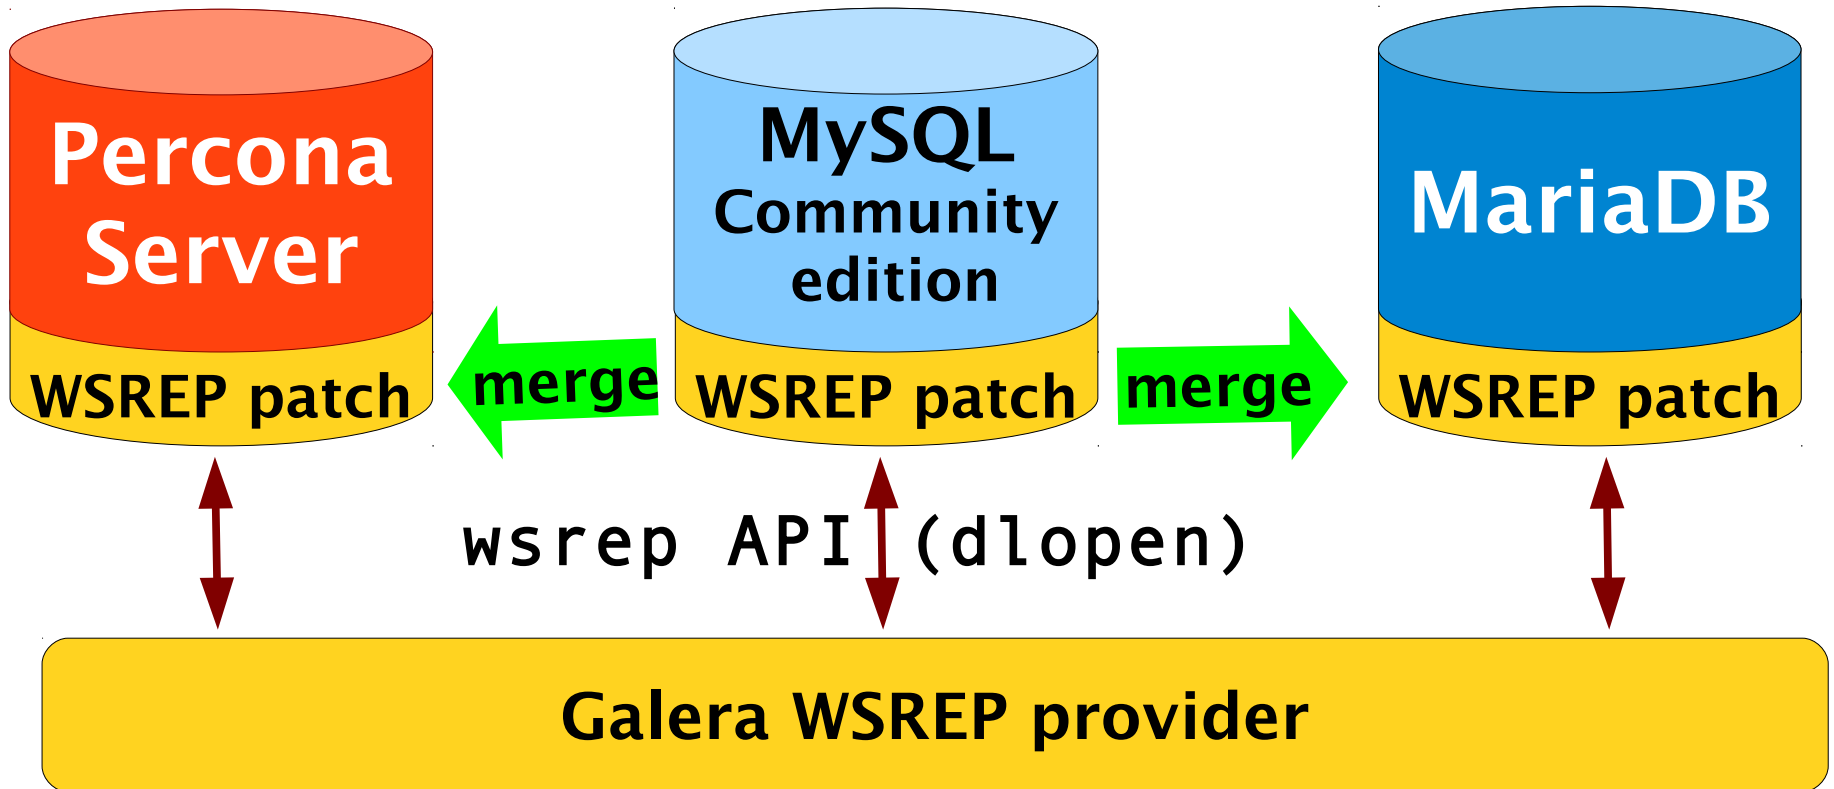 Percona
Server
WSREP patch
merge
MySQL
Community
edition
WSREP patch
merge
MariaDB
WSREP patch
wsrep API (dlopen)
Galera WSREP provider